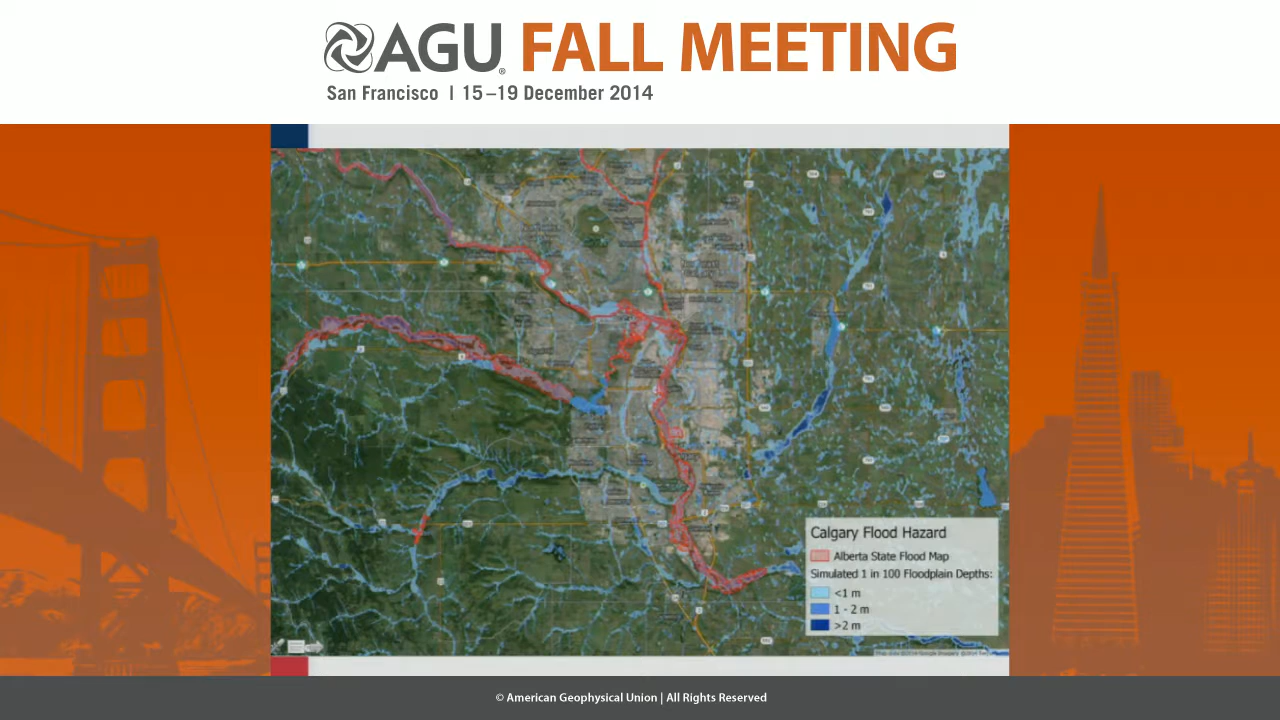 AGU® FALL MEETING
San Francisco | 15–19 December 2014
Calgary Flood Hazard
Alberta State Flood Map
Simulated 1 in 100 Floodplain Depths:
<1 m
1 - 2 m
>2 m
© American Geophysical Union | All Rights Reserved